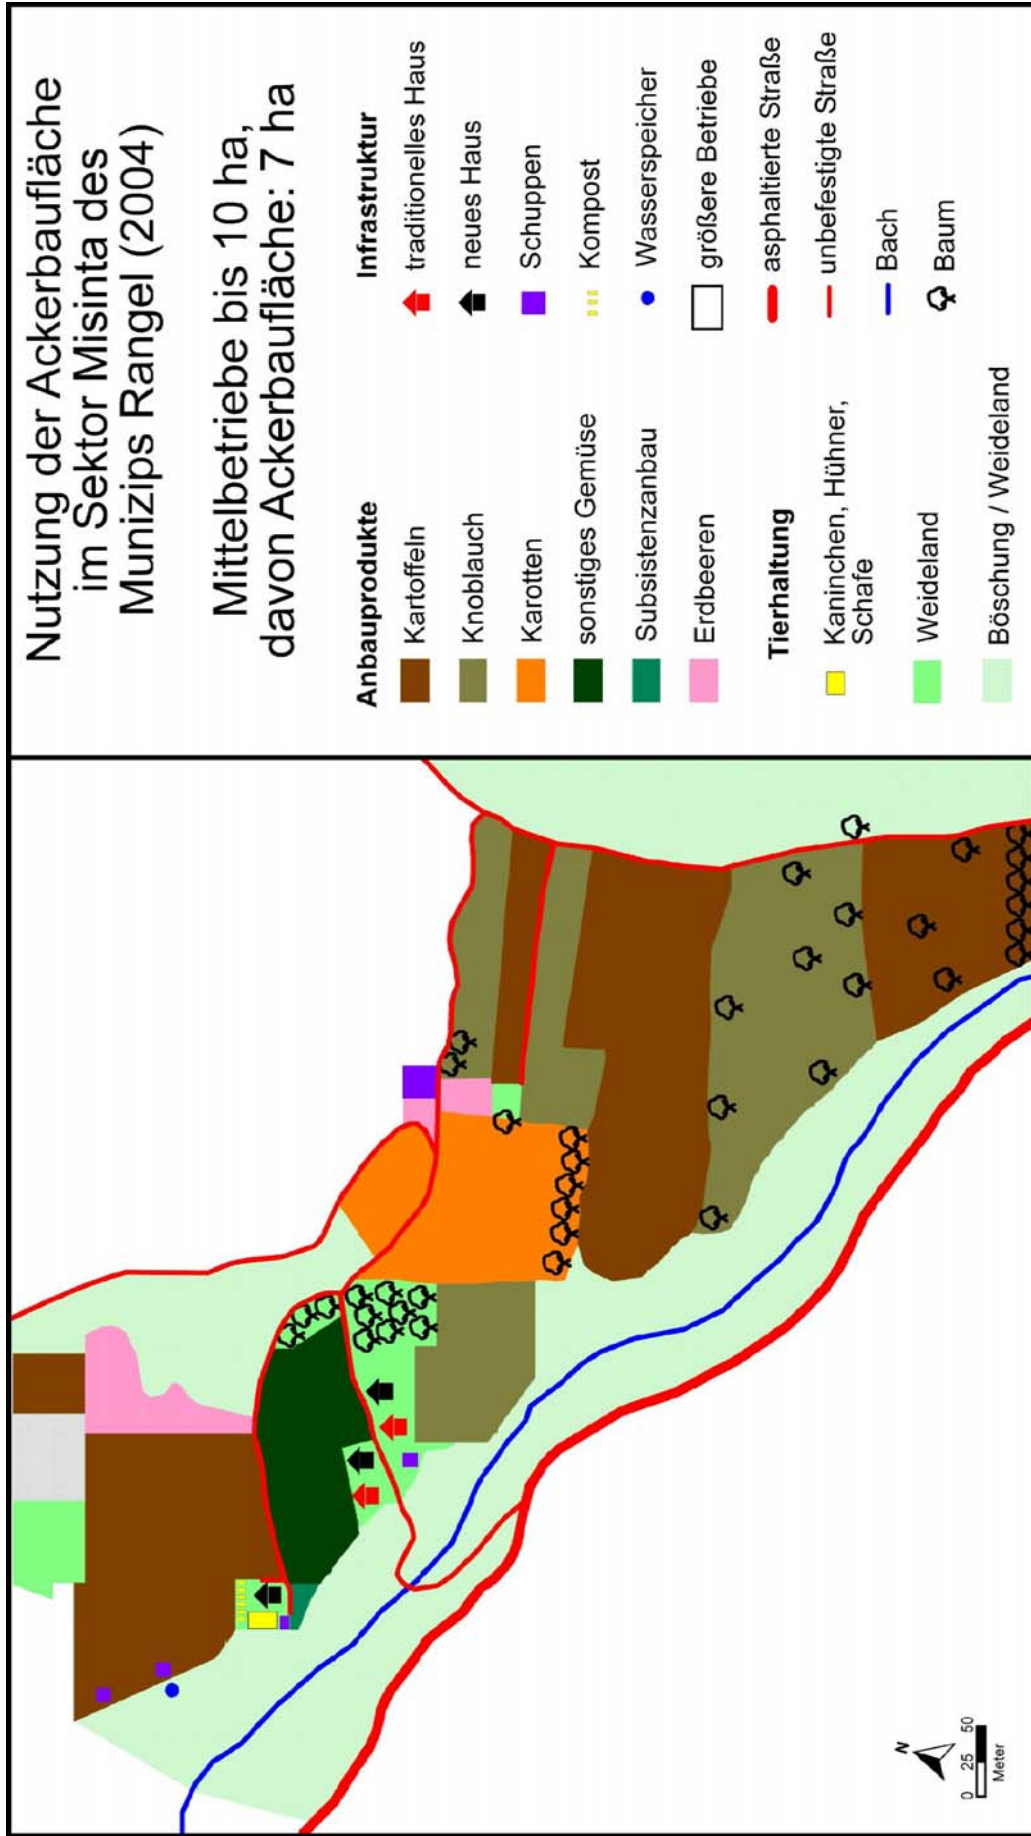 Nutzung der Ackerbaufläche
im Sektor Misinta des
Munizips Rangel (2004)
Mittelbetriebe bis 10 ha,
davon Ackerbaufläche: 7 ha
Anbauprodukte
Kartoffeln
Knoblauch
Karotten
sonstiges Gemüse
Subsistenzanbau
Erdbeeren
Tierhaltung
Kaninchen, Hühner,
Schafe
Weideland
Böschung / Weideland
Infrastruktur
traditionelles Haus
neues Haus
Schuppen
Kompost
Wasserspeicher
größere Betriebe
asphaltierte Straße
unbefestigte Straße
Bach
Baum
N
0 25 50
Meter